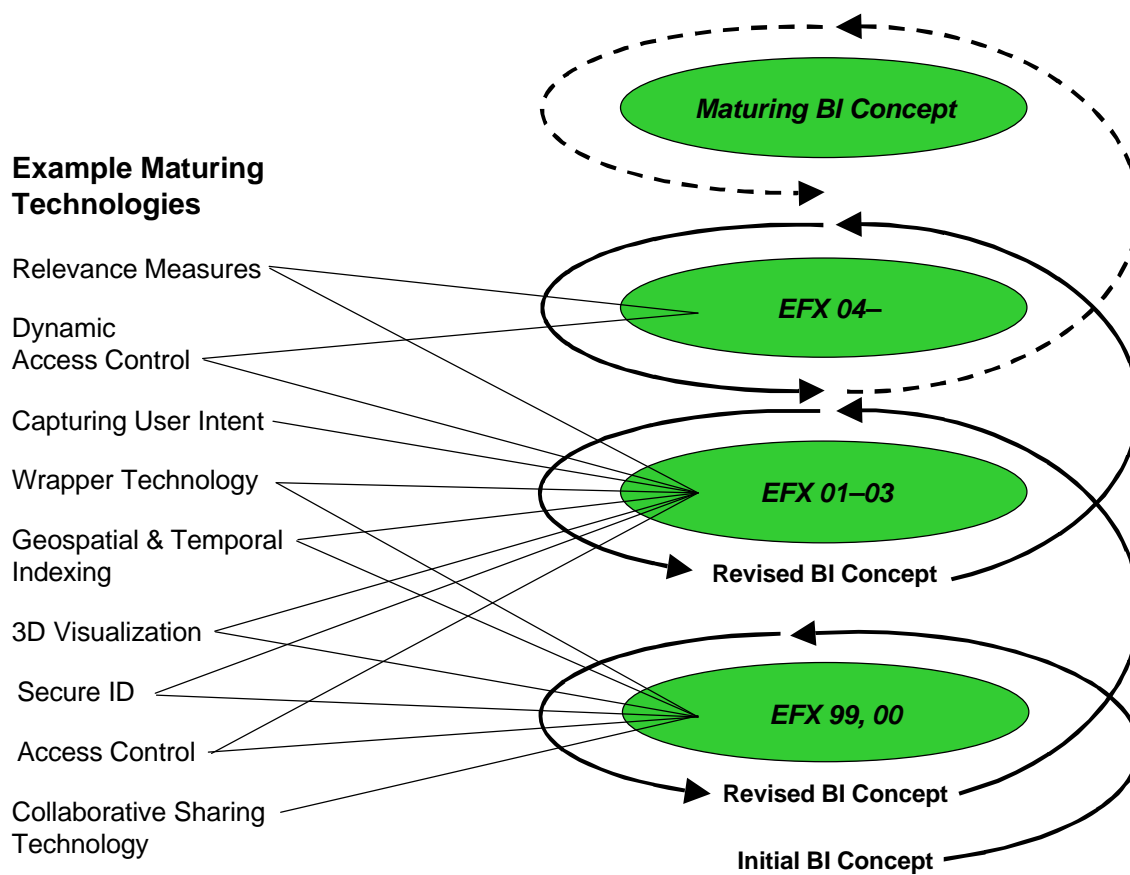 Example Maturing
Technologies
Relevance Measures
Dynamic
Access Control
Capturing User Intent
Wrapper Technology
Geospatial & Temporal
Indexing
3D Visualization
Secure ID
Access Control
Collaborative Sharing
Technology
Maturing BI Concept
EFX 04–
EFX 01–03
Revised BI Concept
EFX 99, 00
Revised BI Concept
Initial BI Concept